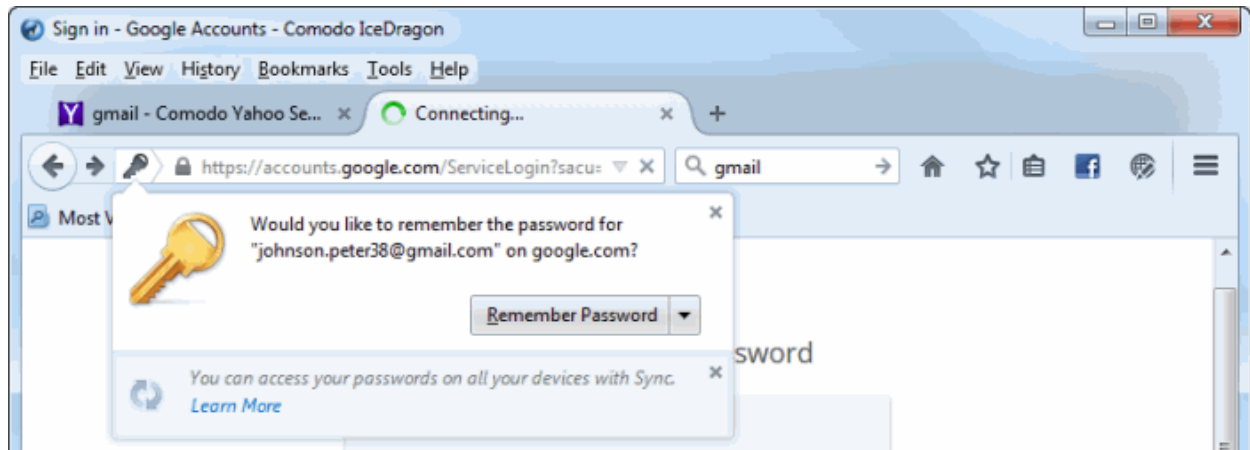 Sign in - Google Accounts - Comodo IceDragon
File Edit View History Bookmarks Tools Help
gmail - Comodo Yahoo Se... Connecting...
https://accounts.google.com/ServiceLogin?sacu= gmail
Most
Would you like to remember the password for
"johnson.peter38@gmail.com" on google.com?
Remember Password
sword
You can access your passwords on all your devices with Sync.
Learn More